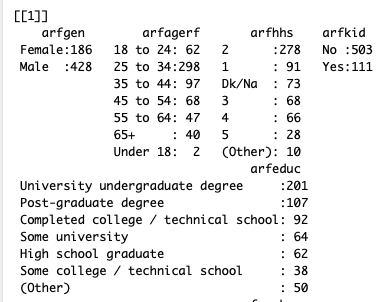 [[1]]
arfgen arfagerf arfhhs arfkid
Female:186 18 to 24: 62 2 :278 No :503
Male :428 25 to 34:298 1 : 91 Yes:111
35 to 44: 97 Dk/Na : 73
45 to 54: 68 3 : 68
55 to 64: 47 4 : 66
65+ : 40 5 : 28
Under 18: 2 (Other): 10
arfeduc
University undergraduate degree :201
Post-graduate degree :107
Completed college / technical school: 92
Some university : 64
High school graduate : 62
Some college / technical school : 38
(Other) : 50